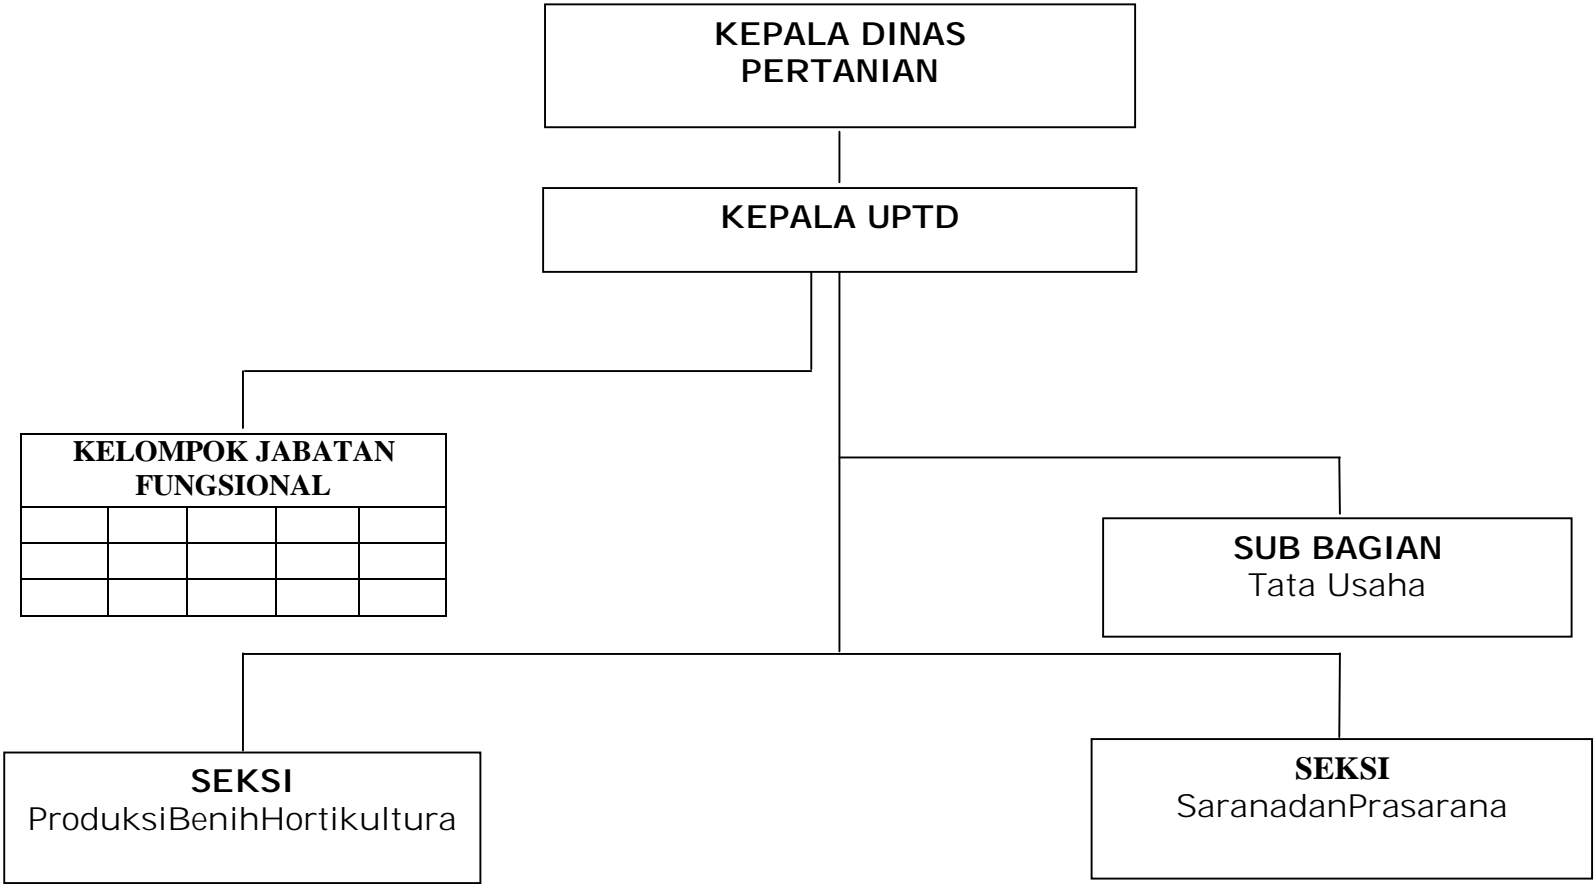 KEPALA DINAS
PERTANIAN
KEPALA UPTD
KELOMPOK JABATAN
FUNGSIONAL
SUB BAGIAN
Tata Usaha
SEKSI
ProduksiBenihHortikultura
SEKSI
SaranadanPrasarana